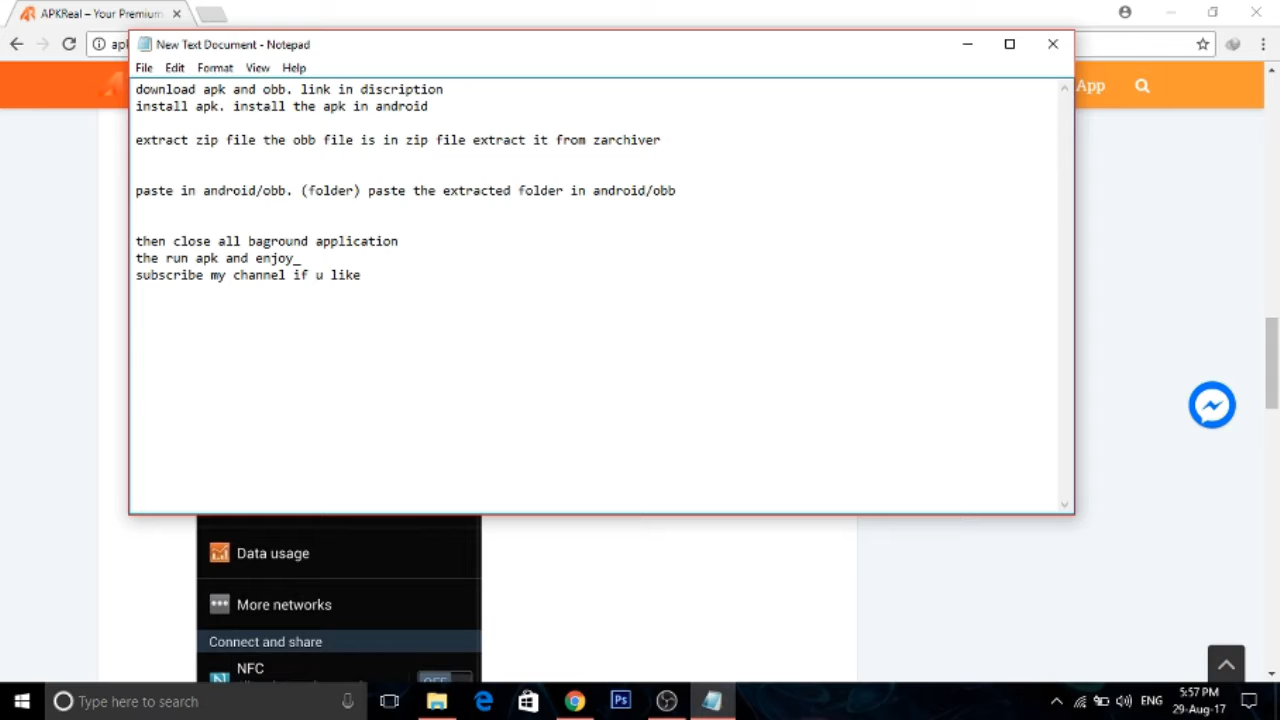 APKReal – Your Premium
New Text Document - Notepad
File Edit Format View Help
App
download apk and obb. link in discription
install apk. install the apk in android
extract zip file the obb file is in zip file extract it from zarchiver
paste in android/obb. (folder) paste the extracted folder in android/obb
then close all baground application
the run apk and enjoy_
subscribe my channel if u like
Data usage
More networks
Connect and share
NFC
OFF
Type here to search
Ps
ENG
5:57 PM
29-Aug-17